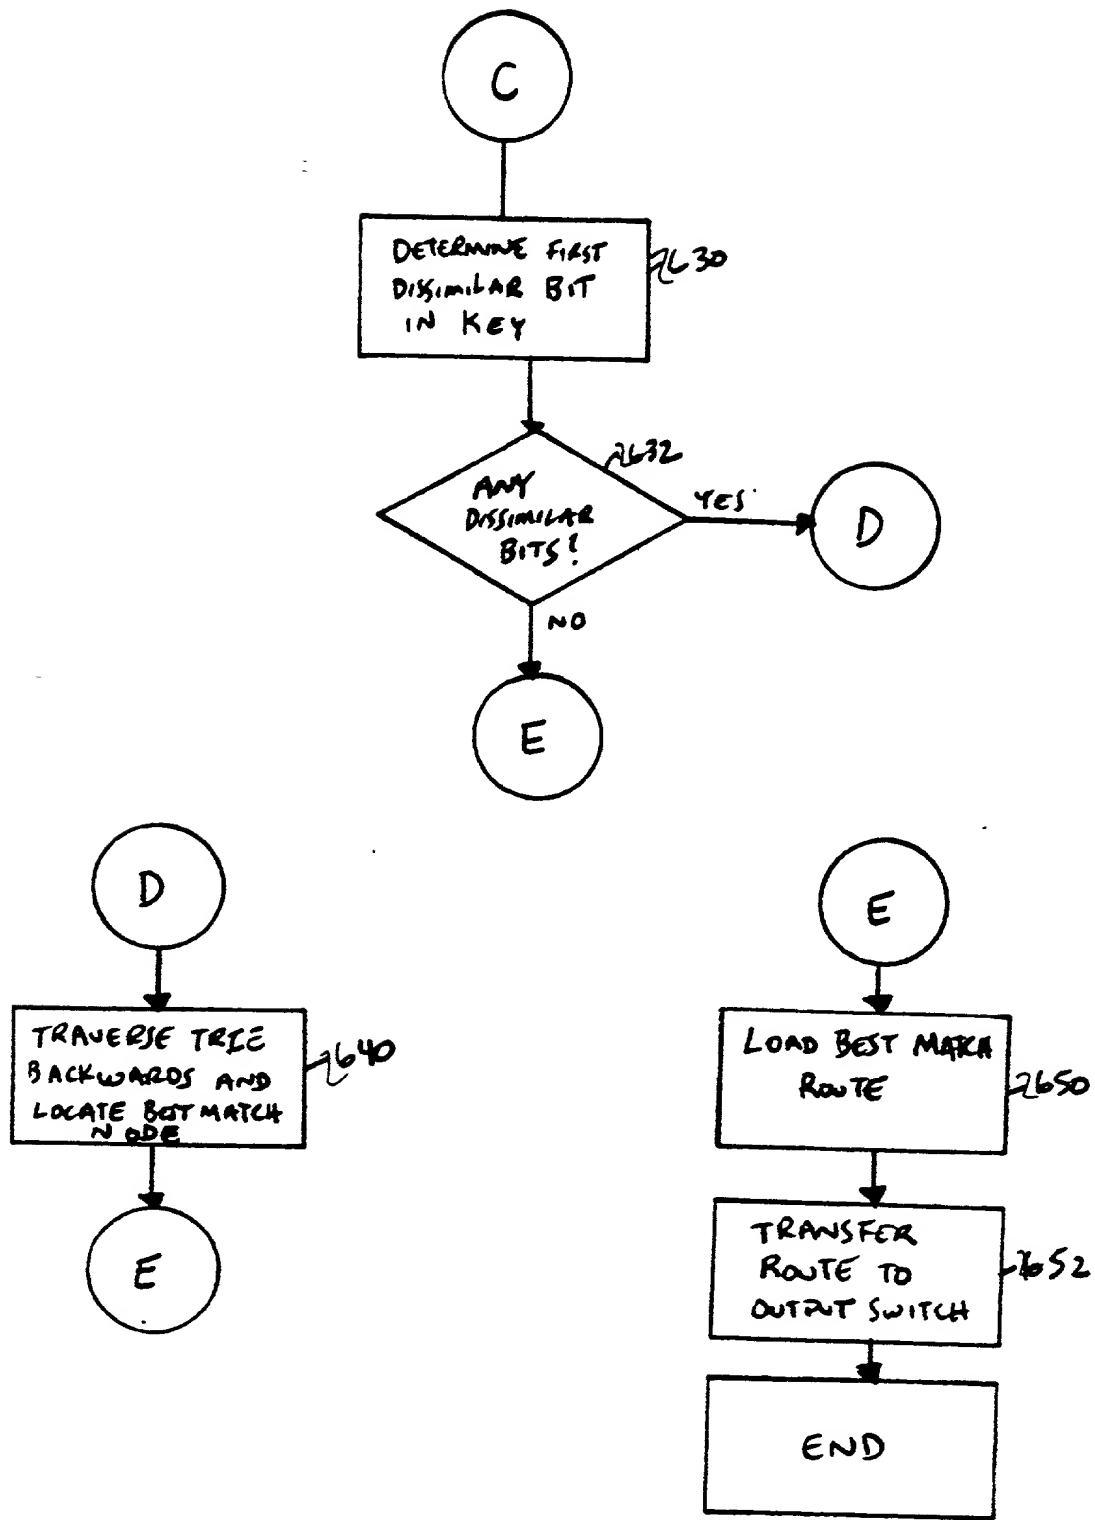 C
DETERMINE FIRST
DISSIMILAR BIT
IN KEY
630
ANY
DISSIMILAR
BITS?
632
YES
D
NO
E
D
TRAVERSE TRIE
BACKWARDS AND
LOCATE BEST MATCH
NODE
640
E
E
LOAD BEST MATCH
ROUTE
650
TRANSFER
ROUTE TO
OUTPUT SWITCH
652
END